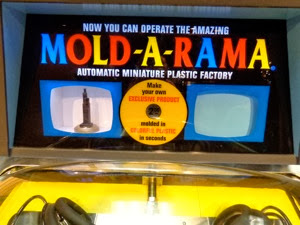 NOW YOU CAN OPERATE THE AMAZING
MOLD-A-RAMA
AUTOMATIC MINIATURE PLASTIC FACTORY
Make
your own
EXCLUSIVE PRODUCT
molded in
PLASTIC
in seconds